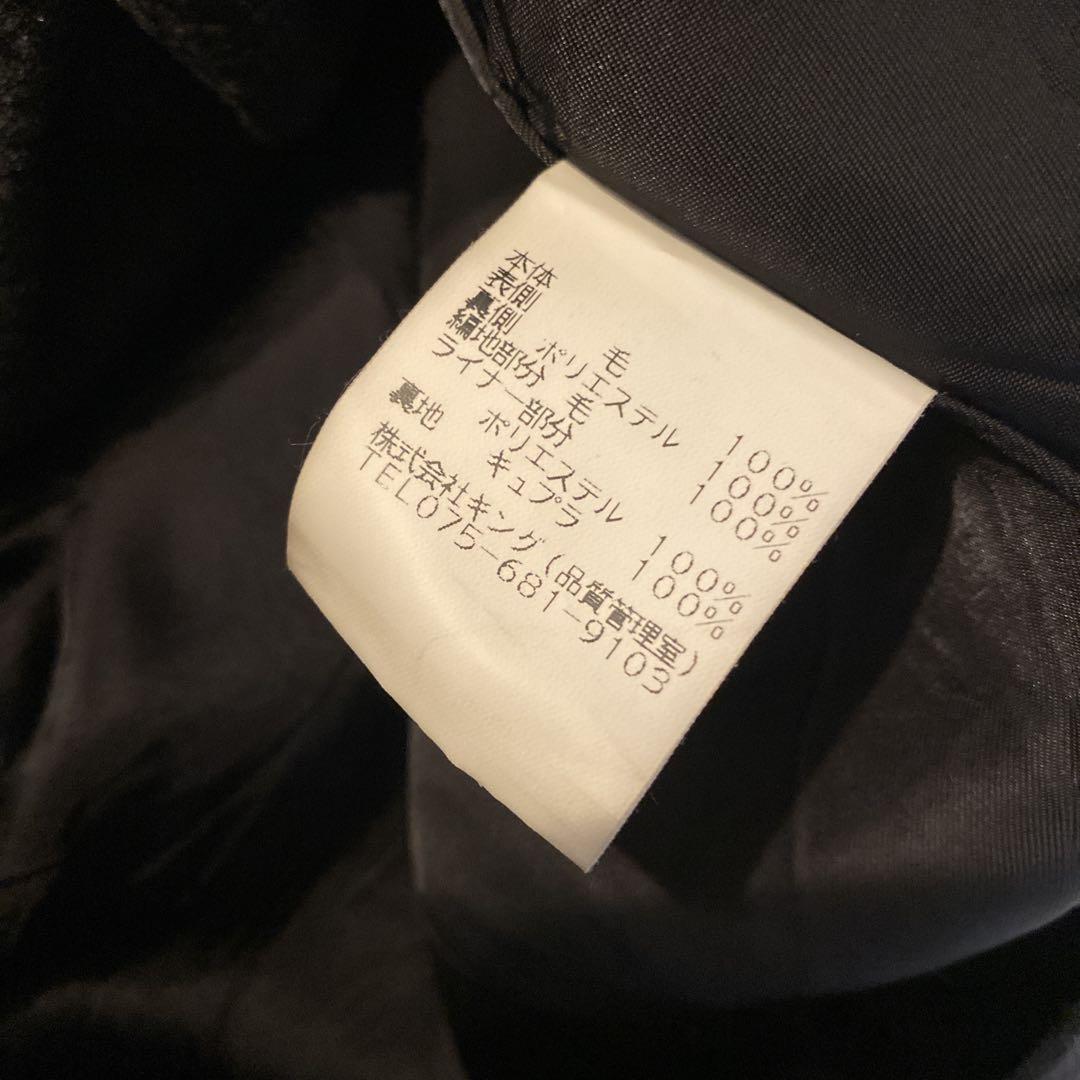 本体
表側　毛　100%
裏側　ポリエステル　100%
編地部分　毛　100%
ライナー部分
ポリエステル　100%
裏地　キュプラ　100%
株式会社キング(品質管理室)
TEL075-681-9103